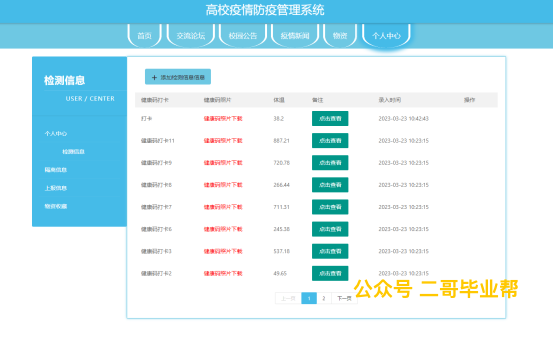 高校疫情防疫管理系统
首页 交流论坛 校园公告 疫情新闻 物资 个人中心
检测信息
USER / CENTER
个人中心
检测信息
隔离信息
上报信息
物资收藏
+ 添加检测信息信息
健康码打卡 健康码照片 体温 备注 录入时间 操作
打卡 健康码照片下载 38.2 点击查看 2023-03-23 10:42:43
健康码打卡11 健康码照片下载 887.21 点击查看 2023-03-23 10:23:15
健康码打卡9 健康码照片下载 720.78 点击查看 2023-03-23 10:23:15
健康码打卡8 健康码照片下载 266.44 点击查看 2023-03-23 10:23:15
健康码打卡7 健康码照片下载 711.31 点击查看 2023-03-23 10:23:15
健康码打卡6 健康码照片下载 245.38 点击查看 2023-03-23 10:23:15
健康码打卡3 健康码照片下载 537.18 点击查看 2023-03-23 10:23:15
健康码打卡2 健康码照片下载 49.65 点击查看 2023-03-23 10:23:15
上一页 1 2 下一页
公众号 二哥毕业帮